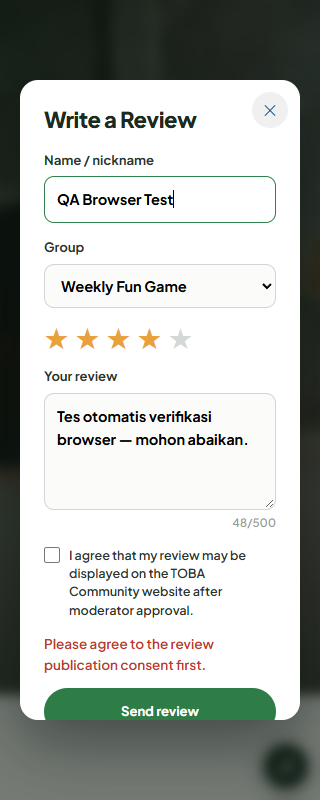 Write a Review
Name / nickname
QA Browser Test
Group
Weekly Fun Game
Your review
Tes otomatis verifikasi
browser — mohon abaikan.
48/500
I agree that my review may be
displayed on the TOBA
Community website after
moderator approval.
Please agree to the review
publication consent first.
Send review